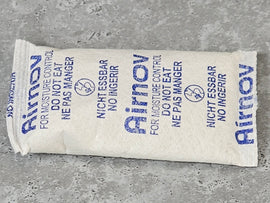 Airnov
FOR MOISTURE CONTROL
DO NOT EAT
NE PAS MANGER
NICHT ESSBAR
NO INGERIR
Airnov
FOR MOISTURE CONTROL
DO NOT EAT
NE PAS MANGER
NICHT ESSBAR
NO INGERIR
Airnov